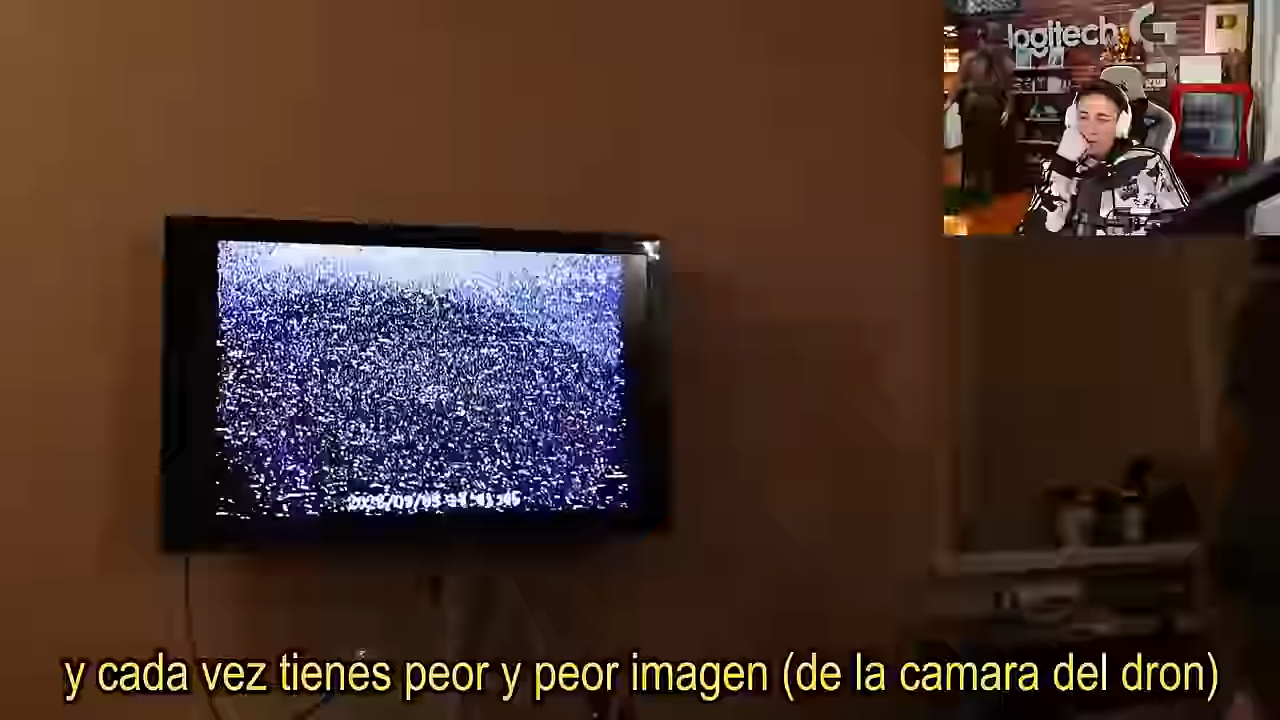 logitech G
y cada vez tienes peor y peor imagen (de la camara del dron)